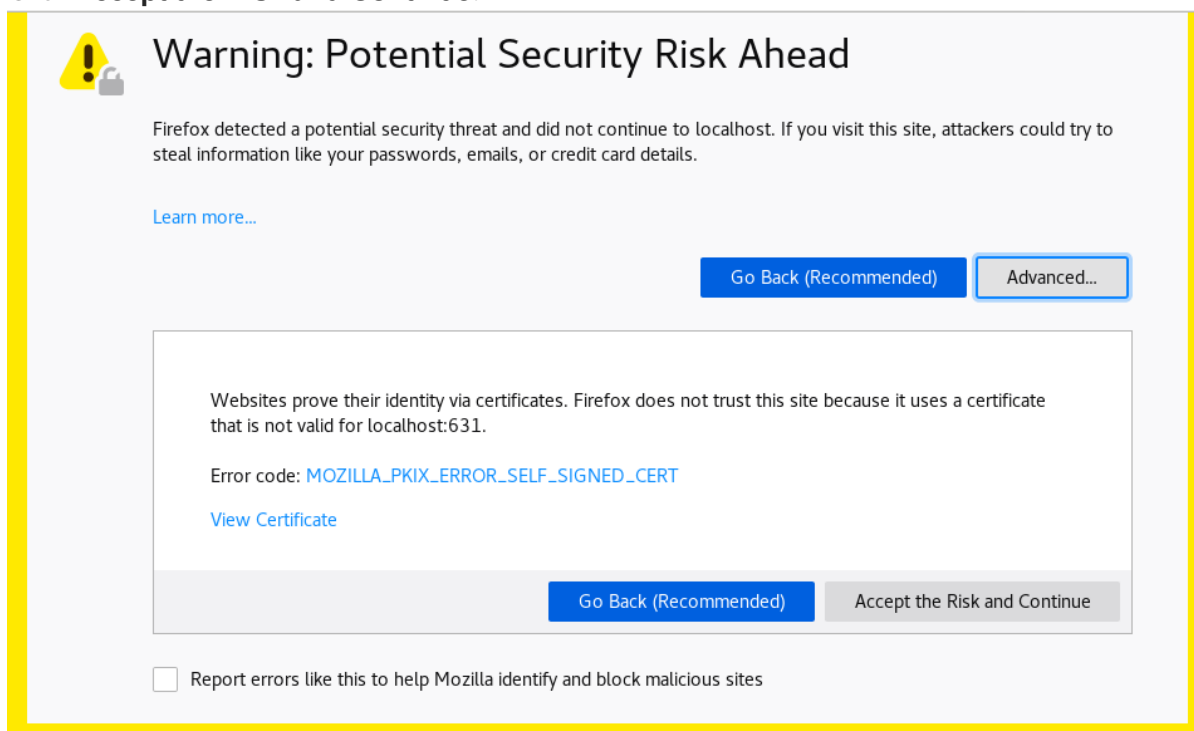 Warning: Potential Security Risk Ahead
Firefox detected a potential security threat and did not continue to localhost. If you visit this site, attackers could try to
steal information like your passwords, emails, or credit card details.
Learn more...
Go Back (Recommended) Advanced...
Websites prove their identity via certificates. Firefox does not trust this site because it uses a certificate
that is not valid for localhost:631.
Error code: MOZILLA_PKIX_ERROR_SELF_SIGNED_CERT
View Certificate
Go Back (Recommended) Accept the Risk and Continue
Report errors like this to help Mozilla identify and block malicious sites